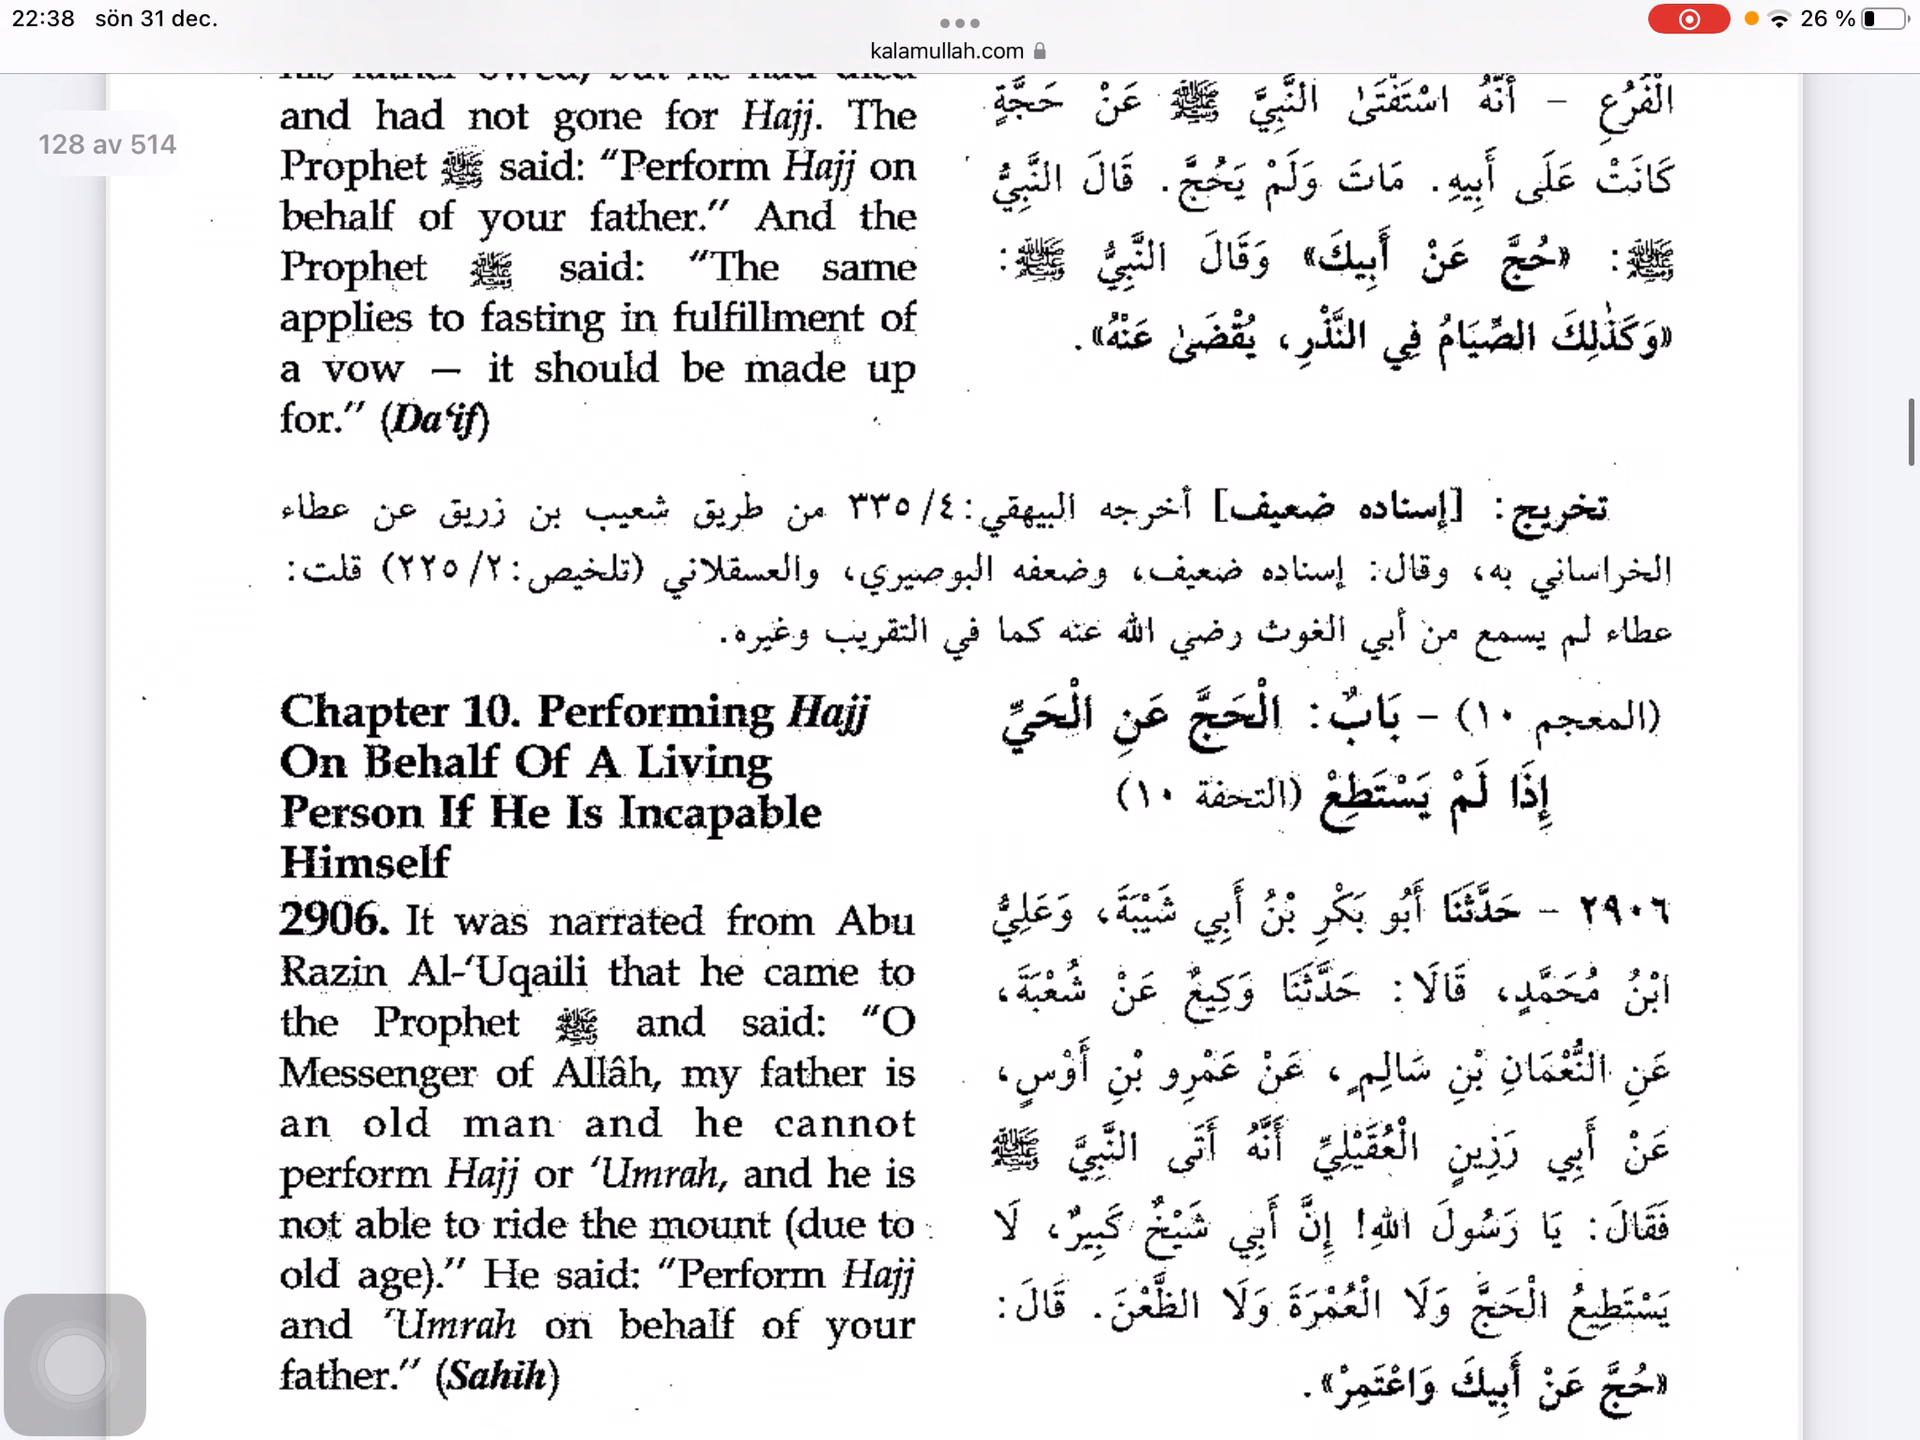 22:38 sön 31 dec.
26 %
kalamullah.com
128 av 514
his father owed, but he had died
and had not gone for Hajj. The
Prophet ﷺ said: “Perform Hajj on
behalf of your father.” And the
Prophet ﷺ said: “The same
applies to fasting in fulfillment of
a vow — it should be made up
for.” (Da‘if)
الْفُرْعِ - أَنَّهُ اسْتَفْتَىٰ النَّبِيَّ ﷺ عَنْ حَجَّةٍ
كَانَتْ عَلَى أَبِيهِ. مَاتَ وَلَمْ يَحُجَّ. قَالَ النَّبِيُّ
ﷺ: «حُجَّ عَنْ أَبِيكَ» وَقَالَ النَّبِيُّ ﷺ:
«وَكَذٰلِكَ الصِّيَامُ فِي النَّذْرِ، يُقْضَىٰ عَنْهُ».
تخريج: [إسناده ضعيف] أخرجه البيهقي: ٤/ ٣٣٥ من طريق شعيب بن زريق عن عطاء
الخراساني به، وقال: إسناده ضعيف، وضعفه البوصيري، والعسقلاني (تلخيص: ٢/ ٢٢٥) قلت:
عطاء لم يسمع من أبي الغوث رضي الله عنه كما في التقريب وغيره.
Chapter 10. Performing Hajj
On Behalf Of A Living
Person If He Is Incapable
Himself
(المعجم ١٠) - بَابٌ: الْحَجَّ عَنِ الْحَيِّ
إِذَا لَمْ يَسْتَطِعْ (التحفة ١٠)
2906. It was narrated from Abu
Razin Al-‘Uqaili that he came to
the Prophet ﷺ and said: “O
Messenger of Allâh, my father is
an old man and he cannot
perform Hajj or ‘Umrah, and he is
not able to ride the mount (due to
old age).” He said: “Perform Hajj
and ‘Umrah on behalf of your
father.” (Sahih)
٢٩٠٦ - حَدَّثَنَا أَبُو بَكْرِ بْنُ أَبِي شَيْبَةَ، وَعَلِيُّ
ابْنُ مُحَمَّدٍ، قَالَا: حَدَّثَنَا وَكِيعٌ عَنْ شُعْبَةَ،
عَنِ النُّعْمَانِ بْنِ سَالِمٍ، عَنْ عَمْرِو بْنِ أَوْسٍ،
عَنْ أَبِي رَزِينٍ الْعُقَيْلِيِّ أَنَّهُ أَتَى النَّبِيَّ ﷺ
فَقَالَ: يَا رَسُولَ اللهِ! إِنَّ أَبِي شَيْخٌ كَبِيرٌ، لَا
يَسْتَطِيعُ الْحَجَّ وَلَا الْعُمْرَةَ وَلَا الظَّعْنَ. قَالَ:
«حُجَّ عَنْ أَبِيكَ وَاعْتَمِرْ».